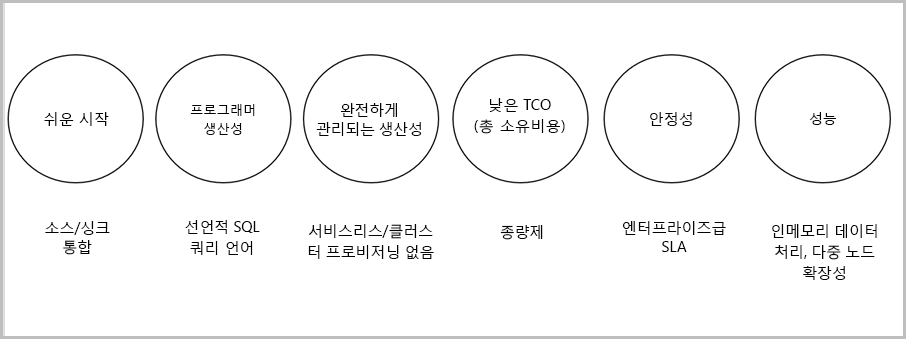 쉬운 시작
프로그래머
생산성
완전하게
관리되는 생산성
낮은 TCO
(총 소유비용)
안정성
성능
소스/싱크
통합
선언적 SQL
쿼리 언어
서비스리스/클러스
터 프로비저닝 없음
종량제
엔터프라이즈급
SLA
인메모리 데이터
처리, 다중 노드
확장성